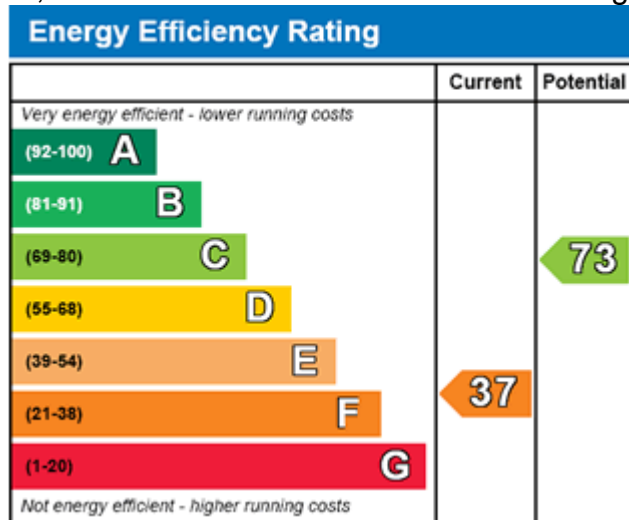 Energy Efficiency Rating
Current Potential
Very energy efficient - lower running costs
(92-100) A
(81-91) B
(69-80) C
73
(55-68) D
(39-54) E
37
(21-38) F
(1-20) G
Not energy efficient - higher running costs